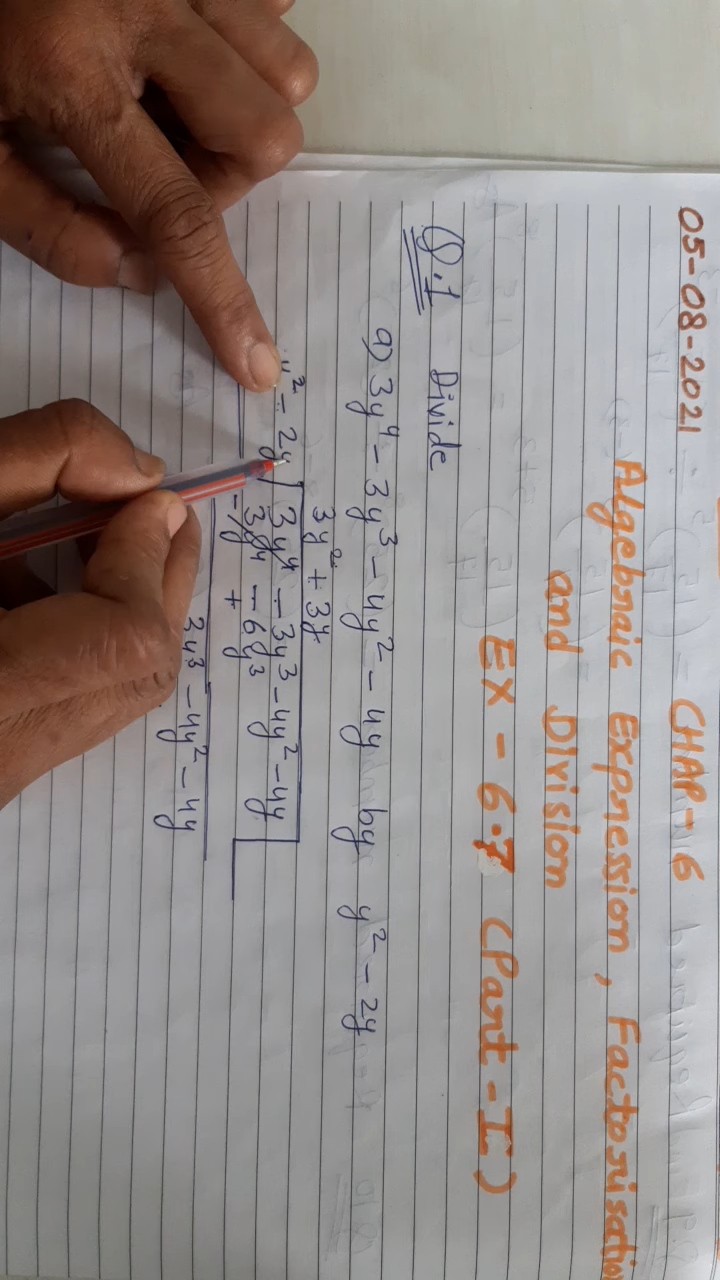 05-08-2021
CHAP-6
Algebraic Expression, Factorisation
and Division
EX-6.7 (Part-I)
Q.1 Divide
a) 3y⁴ - 3y³ - 4y² - 4y by y² - 2y
3y² + 3y
y² - 2y 3y⁴ - 3y³ - 4y² - 4y
3y⁴ - 6y³
- +
3y³ - 4y² - 4y